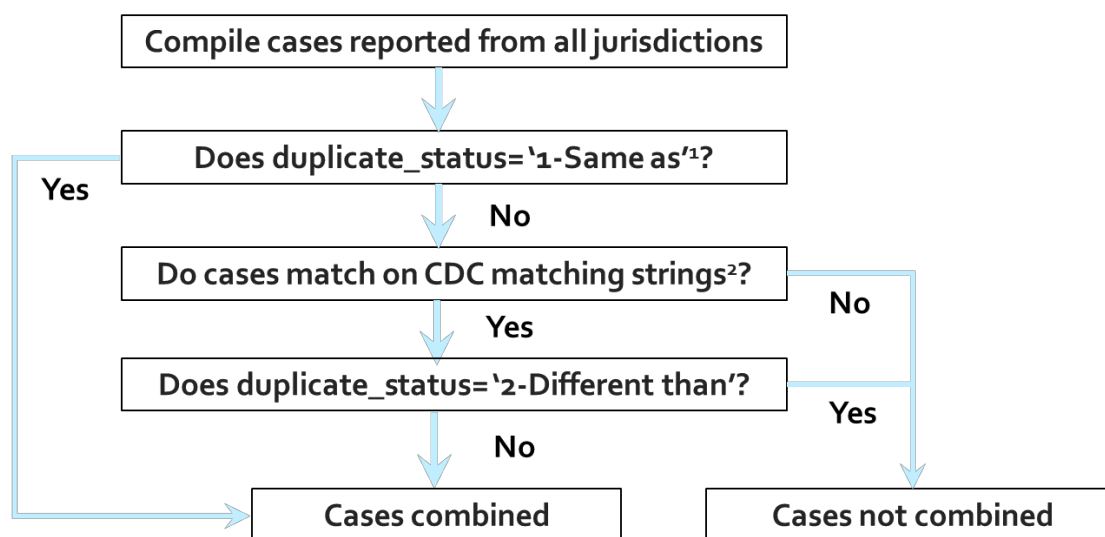 Compile cases reported from all jurisdictions
Does duplicate_status=‘1-Same as’¹?
Yes
No
Do cases match on CDC matching strings²?
No
Yes
Does duplicate_status=‘2-Different than’?
Yes
No
Cases combined
Cases not combined